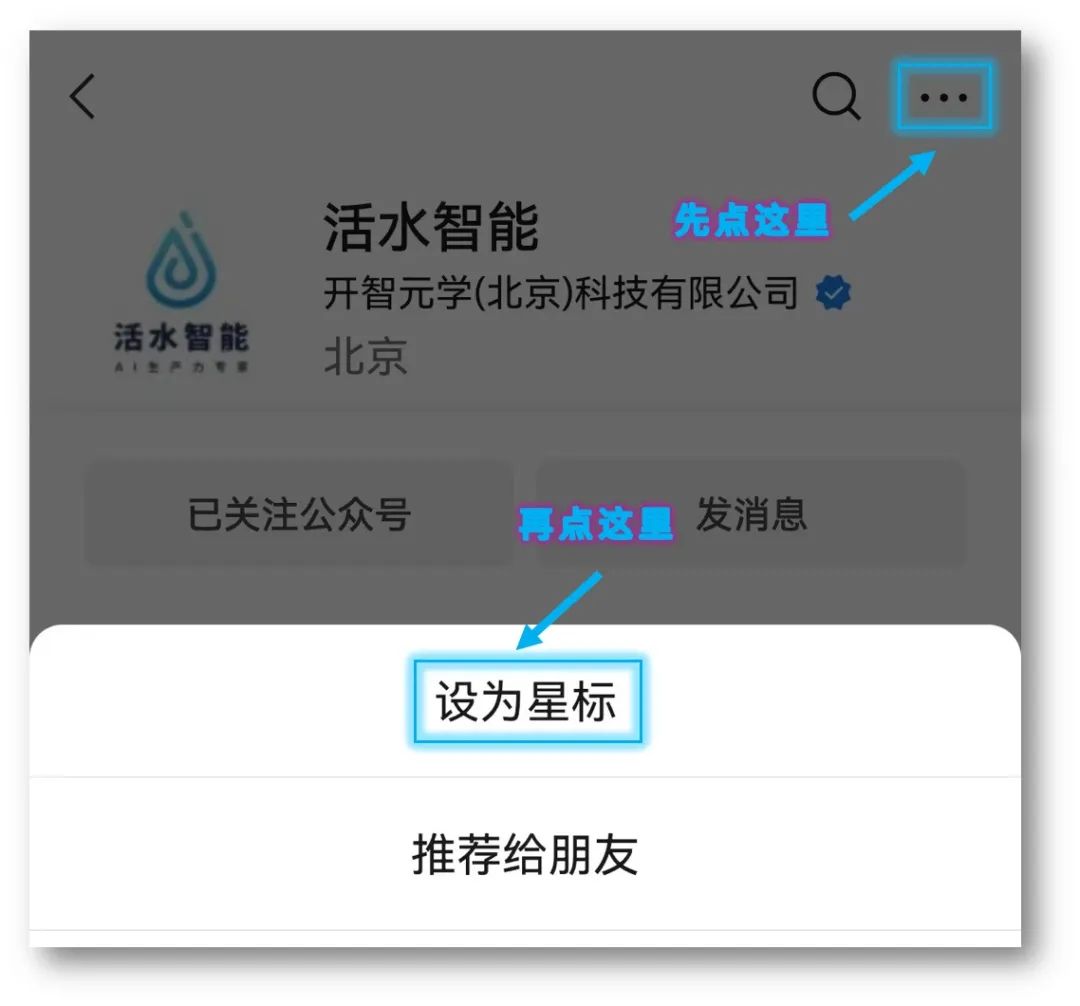 先点这里
活水智能
开智元学(北京)科技有限公司
北京
活水智能
AI生产力专家
已关注公众号
发消息
再点这里
设为星标
推荐给朋友